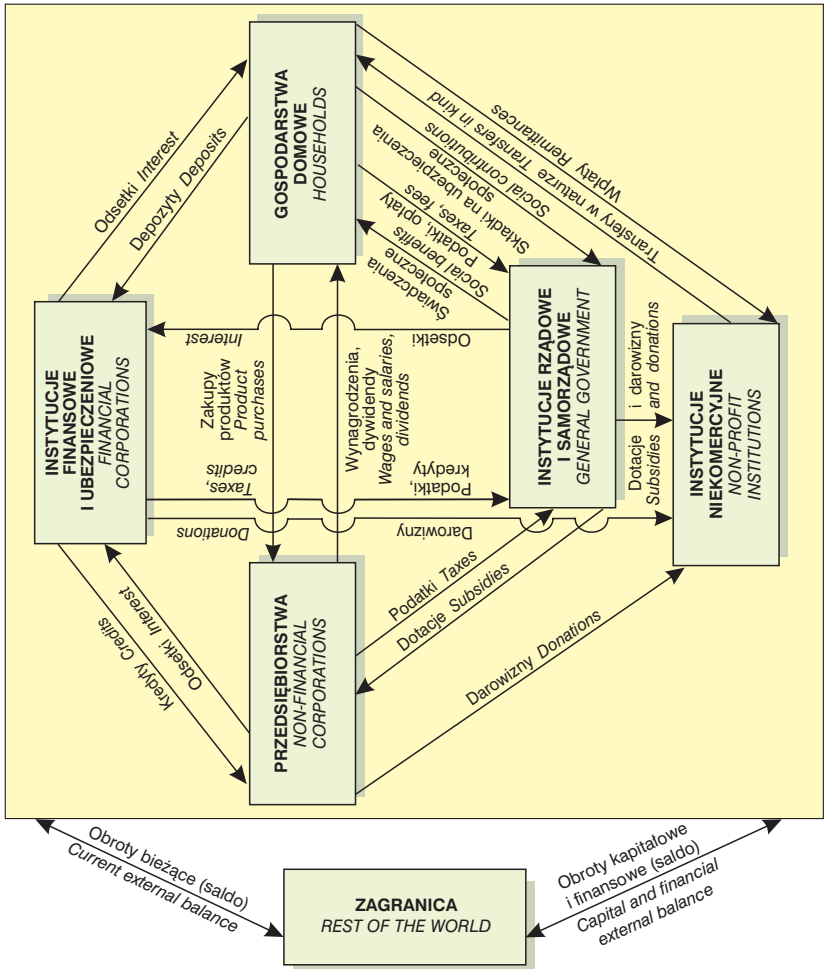 GOSPODARSTWA
DOMOWE
HOUSEHOLDS
Odsetki Interest
Depozyty Deposits
Wpłaty Remittances
Transfery w naturze Transfers in kind
Składki na ubezpieczenia
społeczne
Social contributions
Podatki, opłaty
Taxes, fees
Świadczenia
społeczne
Social benefits
INSTYTUCJE
FINANSOWE
I UBEZPIECZENIOWE
FINANCIAL
CORPORATIONS
Interest
Odsetki
Zakupy
produktów Product
purchases
Wynagrodzenia,
dywidendy
Wages and salaries,
dividends
INSTYTUCJE RZĄDOWE
I SAMORZĄDOWE
GENERAL GOVERNMENT
INSTYTUCJE
NIEKOMERCYJNE
NON-PROFIT
INSTITUTIONS
Dotacje i darowizny
Subsidies and donations
Taxes,
credits
Podatki,
kredyty
Donations
Darowizny
Kredyty Credits
Odsetki Interest
PRZEDSIĘBIORSTWA
NON-FINANCIAL
CORPORATIONS
Podatki Taxes
Dotacje Subsidies
Darowizny Donations
Obroty bieżące (saldo)
Current external balance
ZAGRANICA
REST OF THE WORLD
Obroty kapitałowe
i finansowe (saldo)
Capital and financial
external balance